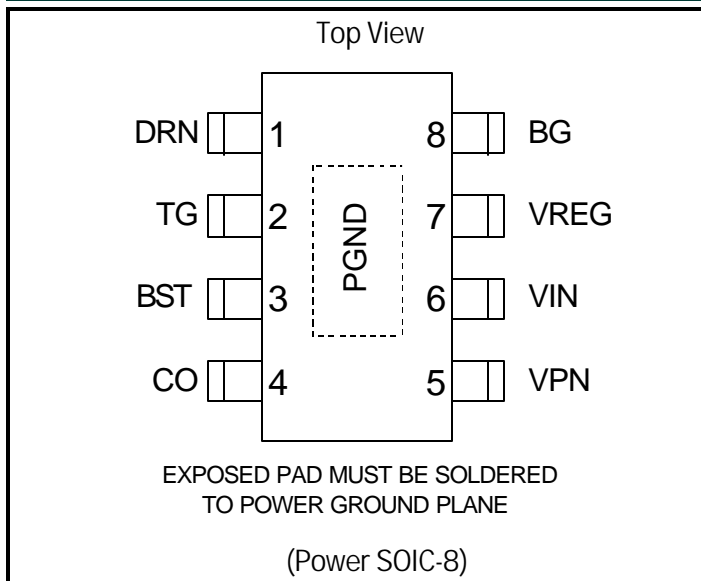 Top View
DRN 1 8 BG
TG 2 7 VREG
PGND
BST 3 6 VIN
CO 4 5 VPN
EXPOSED PAD MUST BE SOLDERED
TO POWER GROUND PLANE
(Power SOIC-8)